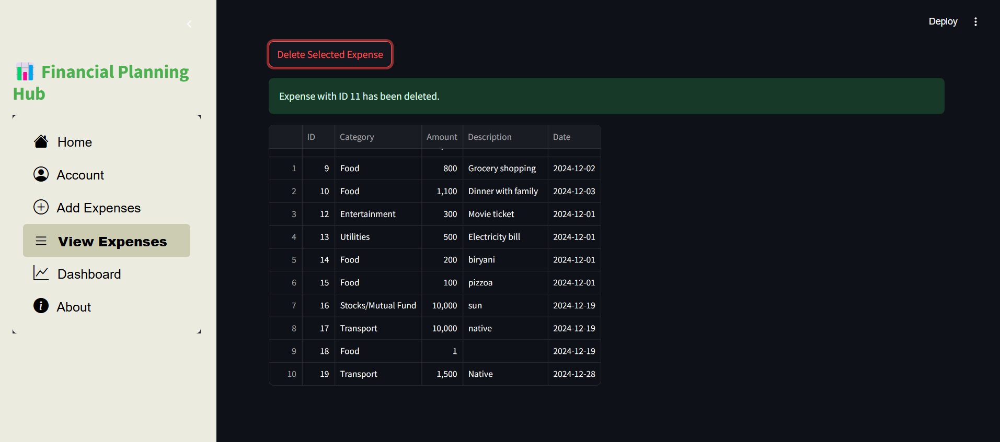 Deploy
Financial Planning
Hub
Home
Account
Add Expenses
View Expenses
Dashboard
About
Delete Selected Expense
Expense with ID 11 has been deleted.
ID Category Amount Description Date
1 9 Food 800 Grocery shopping 2024-12-02
2 10 Food 1,100 Dinner with family 2024-12-03
3 12 Entertainment 300 Movie ticket 2024-12-01
4 13 Utilities 500 Electricity bill 2024-12-01
5 14 Food 200 biryani 2024-12-01
6 15 Food 100 pizzoa 2024-12-01
7 16 Stocks/Mutual Fund 10,000 sun 2024-12-19
8 17 Transport 10,000 native 2024-12-19
9 18 Food 1 2024-12-19
10 19 Transport 1,500 Native 2024-12-28